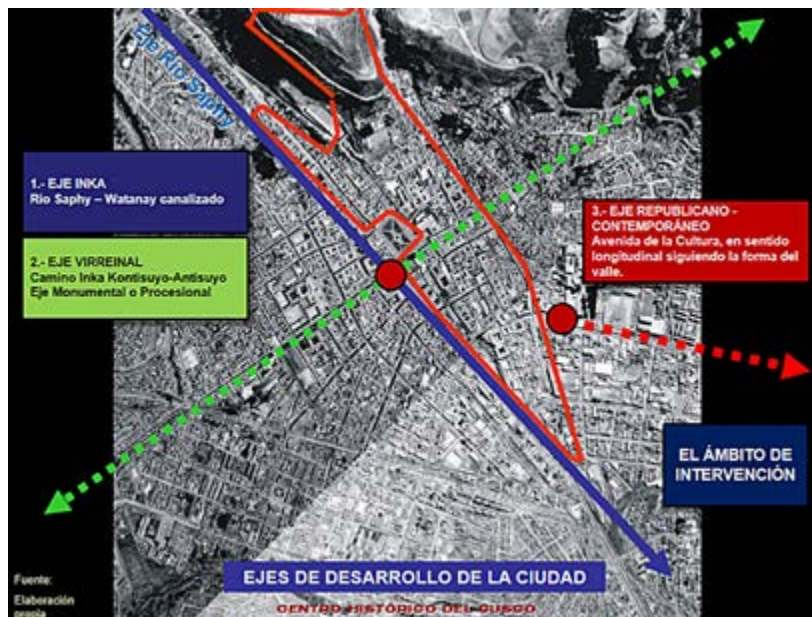 Eje Río Saphy
1.- EJE INKA
Río Saphy – Watanay canalizado
2.- EJE VIRREINAL
Camino Inka Kontisuyo-Antisuyo
Eje Monumental o Procesional
3.- EJE REPUBLICANO -
CONTEMPORÁNEO
Avenida de la Cultura, en sentido
longitudinal siguiendo la forma del
valle.
EL ÁMBITO DE
INTERVENCIÓN
EJES DE DESARROLLO DE LA CIUDAD
CENTRO HISTÓRICO DEL CUSCO
Fuente:
Elaboración
propia